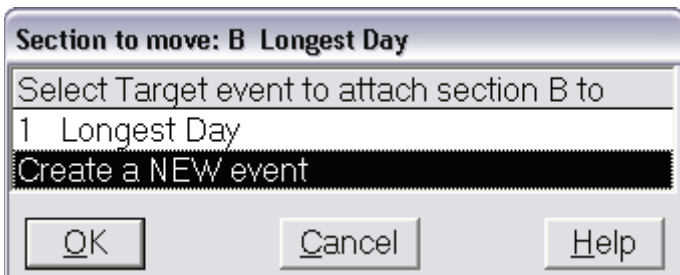 Section to move: B Longest Day
Select Target event to attach section B to
1 Longest Day
Create a NEW event
OK Cancel Help